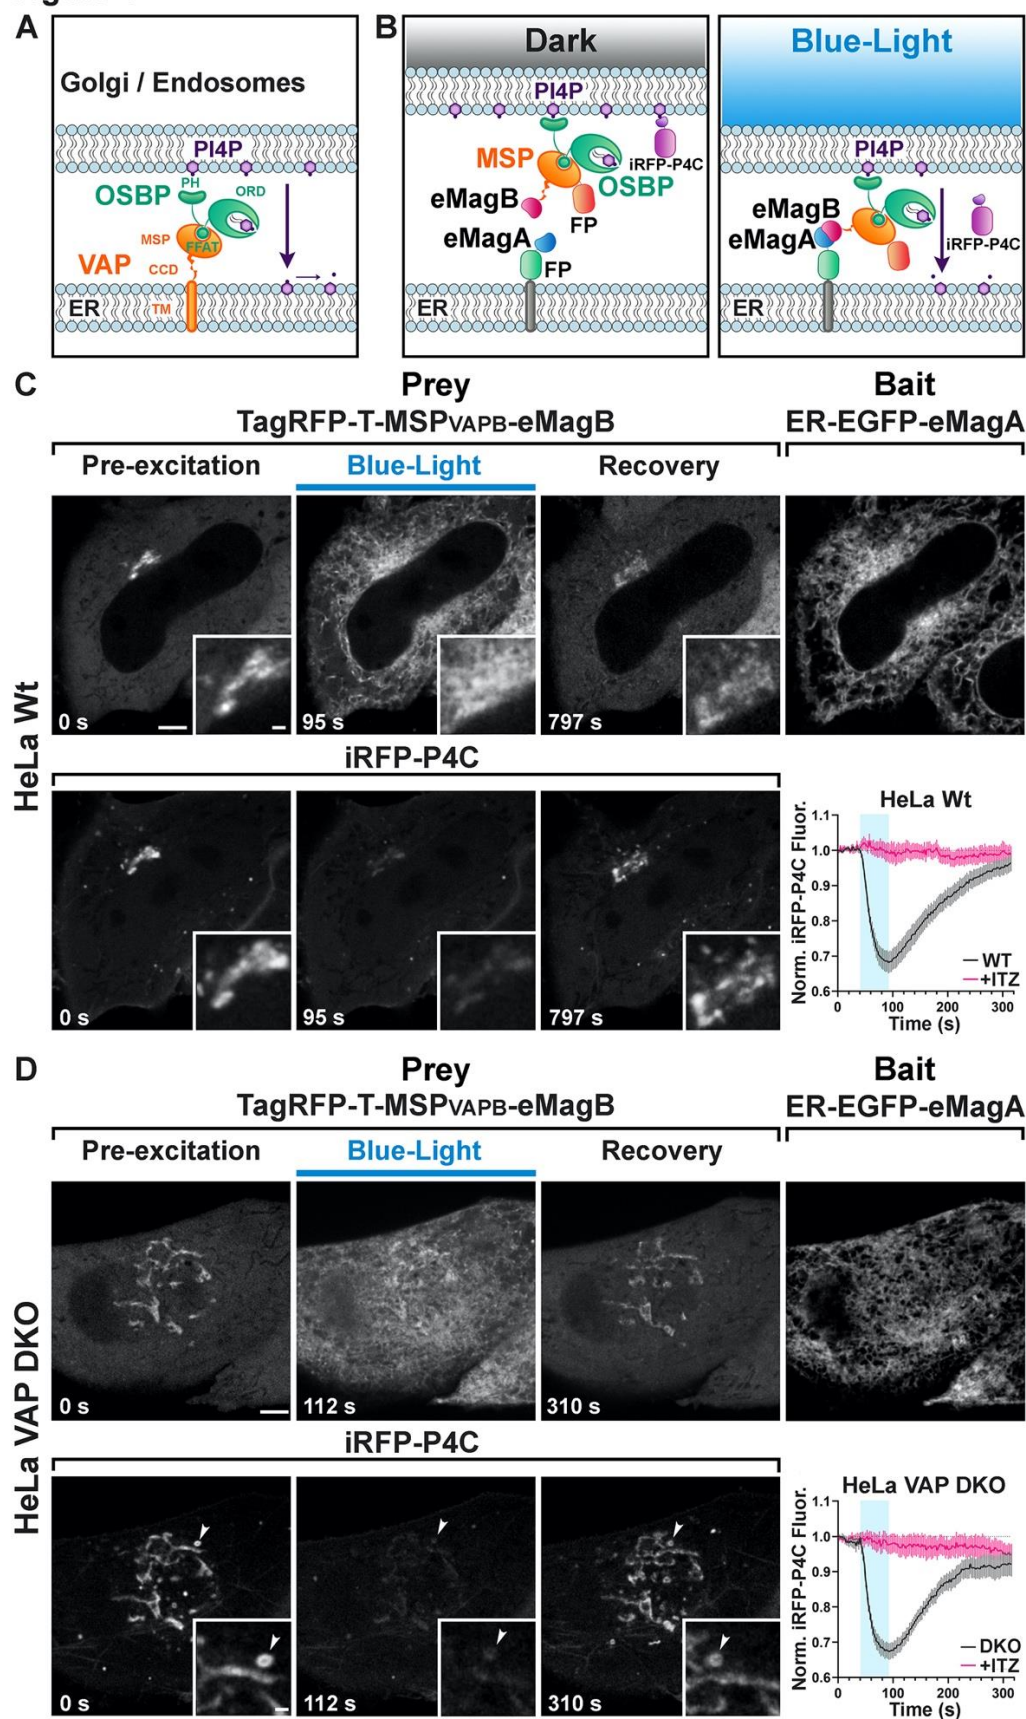 A
Golgi / Endosomes
PI4P
OSBP
PH
ORD
MSP
FFAT
VAP
CCD
ER
TM
B
Dark
PI4P
MSP
iRFP-P4C
OSBP
eMagB
FP
eMagA
FP
ER
Blue-Light
PI4P
eMagB
eMagA
iRFP-P4C
ER
C
Prey
Bait
TagRFP-T-MSPVAPB-eMagB
ER-EGFP-eMagA
Pre-excitation
Blue-Light
Recovery
HeLa Wt
0 s
95 s
797 s
iRFP-P4C
0 s
95 s
797 s
HeLa Wt
Norm. iRFP-P4C Fluor.
1.1
1.0
0.9
0.8
0.7
0.6
WT
+ITZ
0 100 200 300
Time (s)
D
Prey
Bait
TagRFP-T-MSPVAPB-eMagB
ER-EGFP-eMagA
Pre-excitation
Blue-Light
Recovery
HeLa VAP DKO
0 s
112 s
310 s
iRFP-P4C
0 s
112 s
310 s
HeLa VAP DKO
Norm. iRFP-P4C Fluor.
1.1
1.0
0.9
0.8
0.7
0.6
DKO
+ITZ
0 100 200 300
Time (s)